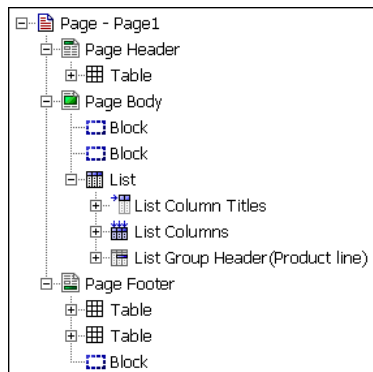 Page - Page1
Page Header
Table
Page Body
Block
Block
List
List Column Titles
List Columns
List Group Header(Product line)
Page Footer
Table
Table
Block